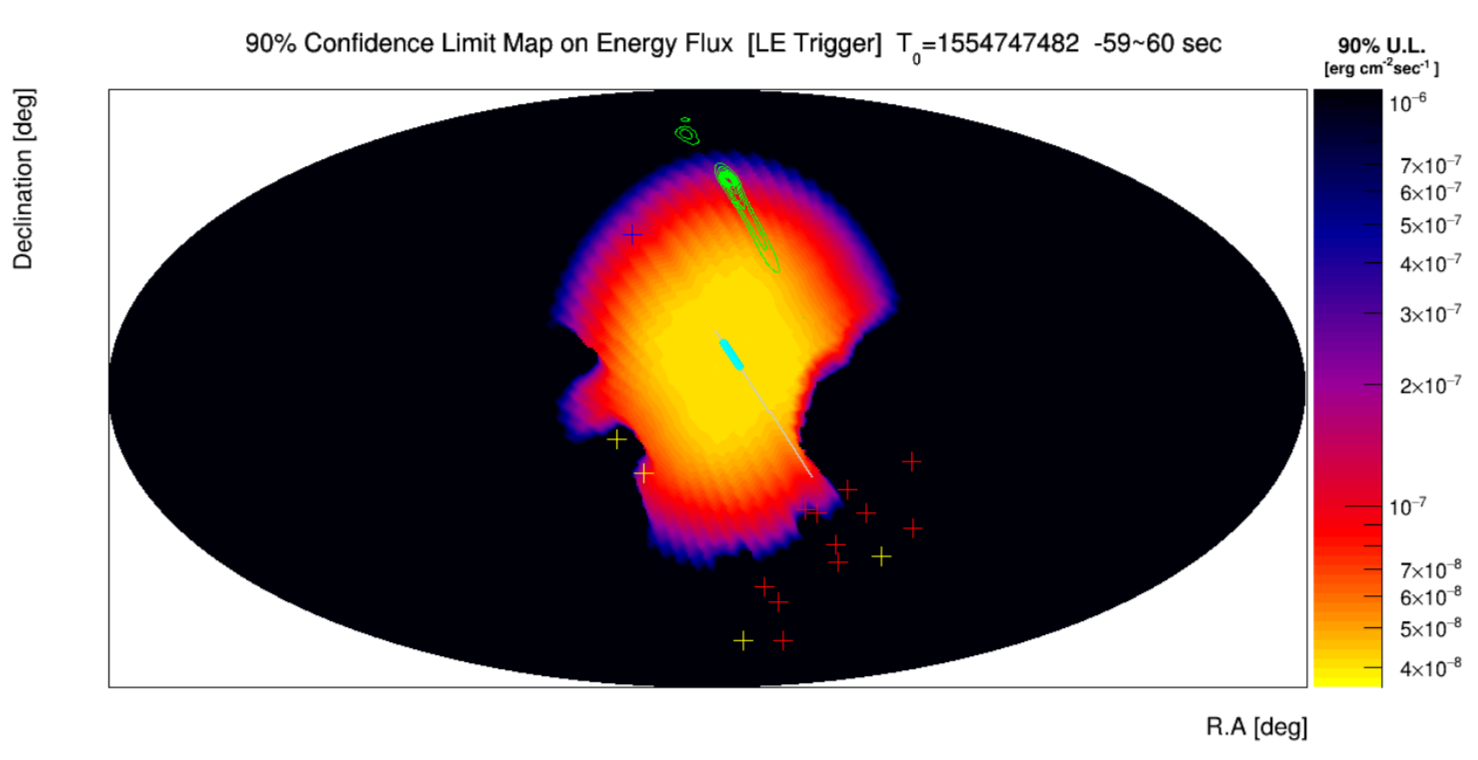 90% Confidence Limit Map on Energy Flux [LE Trigger] T0=1554747482 -59~60 sec
90% U.L.
[erg cm-2sec-1 ]
Declination [deg]
10−6
7×10−7
6×10−7
5×10−7
4×10−7
3×10−7
2×10−7
10−7
7×10−8
6×10−8
5×10−8
4×10−8
R.A [deg]